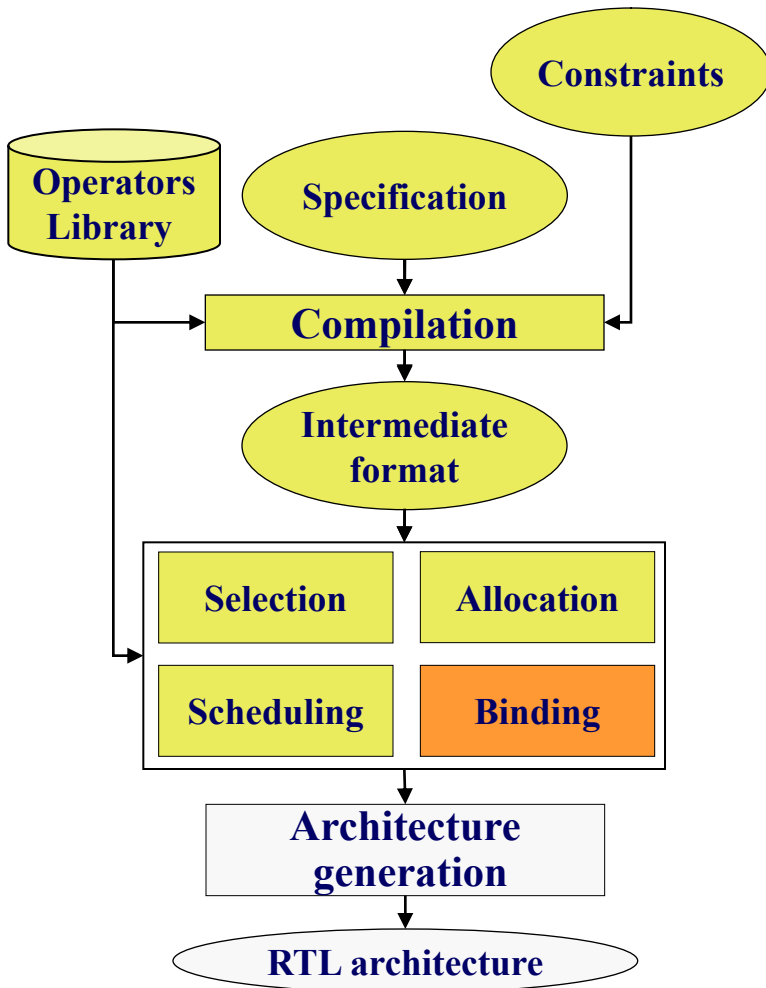 Constraints
Operators
Library
Specification
Compilation
Intermediate
format
Selection
Allocation
Scheduling
Binding
Architecture
generation
RTL architecture